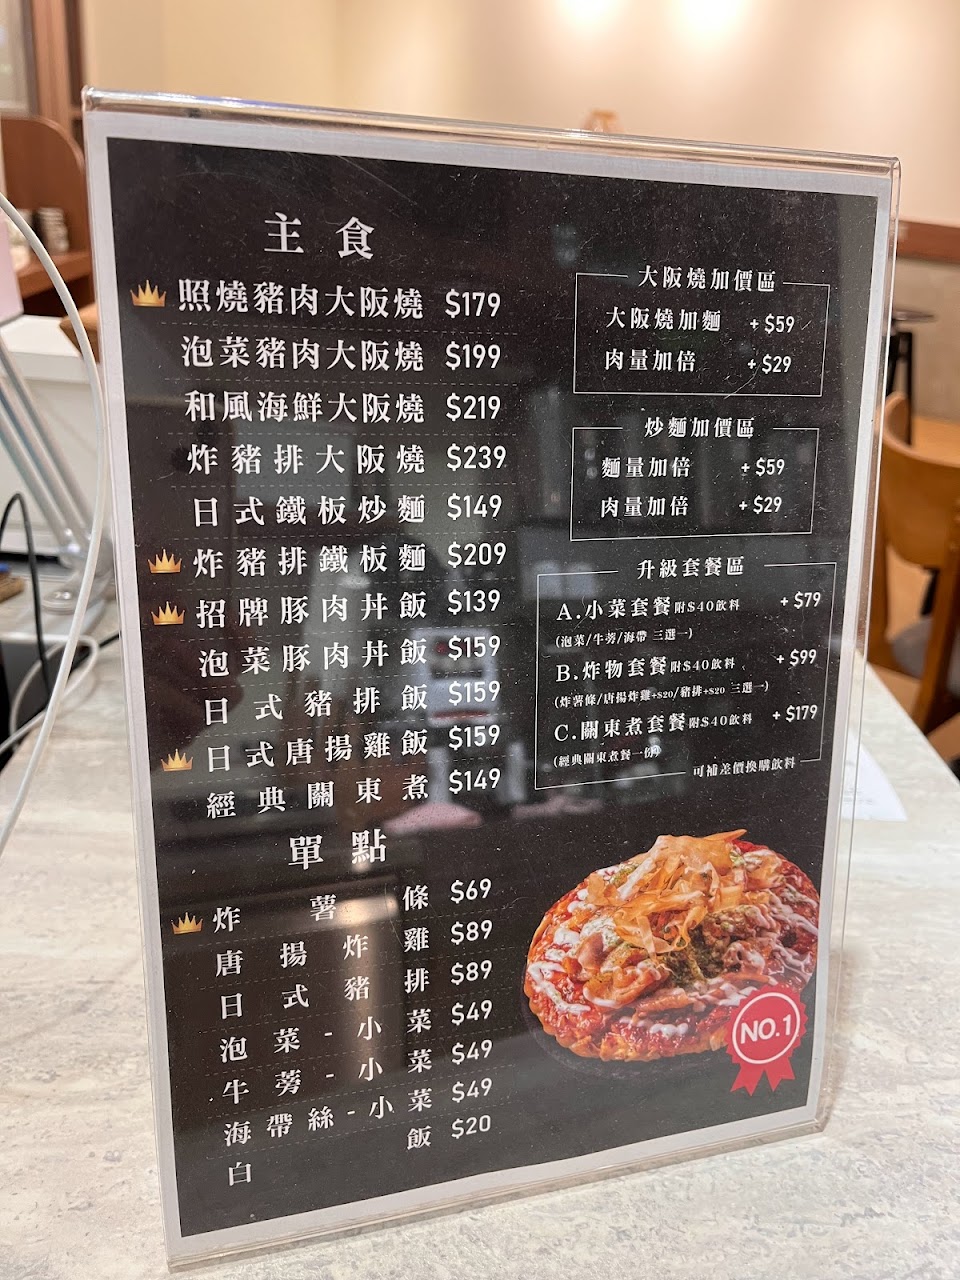 主食
照燒豬肉大阪燒 $179
泡菜豬肉大阪燒 $199
和風海鮮大阪燒 $219
炸豬排大阪燒 $239
日式鐵板炒麵 $149
炸豬排鐵板麵 $209
招牌豚肉丼飯 $139
泡菜豚肉丼飯 $159
日式豬排飯 $159
日式唐揚雞飯 $159
經典關東煮 $149
單點
炸薯條 $69
唐揚炸雞 $89
日式豬排 $89
泡菜-小菜 $49
牛蒡-小菜 $49
海帶絲-小菜 $49
白飯 $20
大阪燒加價區
大阪燒加麵 +$59
肉量加倍 +$29
炒麵加價區
麵量加倍 +$59
肉量加倍 +$29
升級套餐區
A.小菜套餐附$40飲料 +$79
(泡菜/牛蒡/海帶 三選一)
B.炸物套餐附$40飲料 +$99
(炸薯條/唐揚炸雞+$20/豬排+$20 三選一)
C.關東煮套餐附$40飲料 +$179
(經典關東煮餐一份)
可補差價換購飲料
NO.1